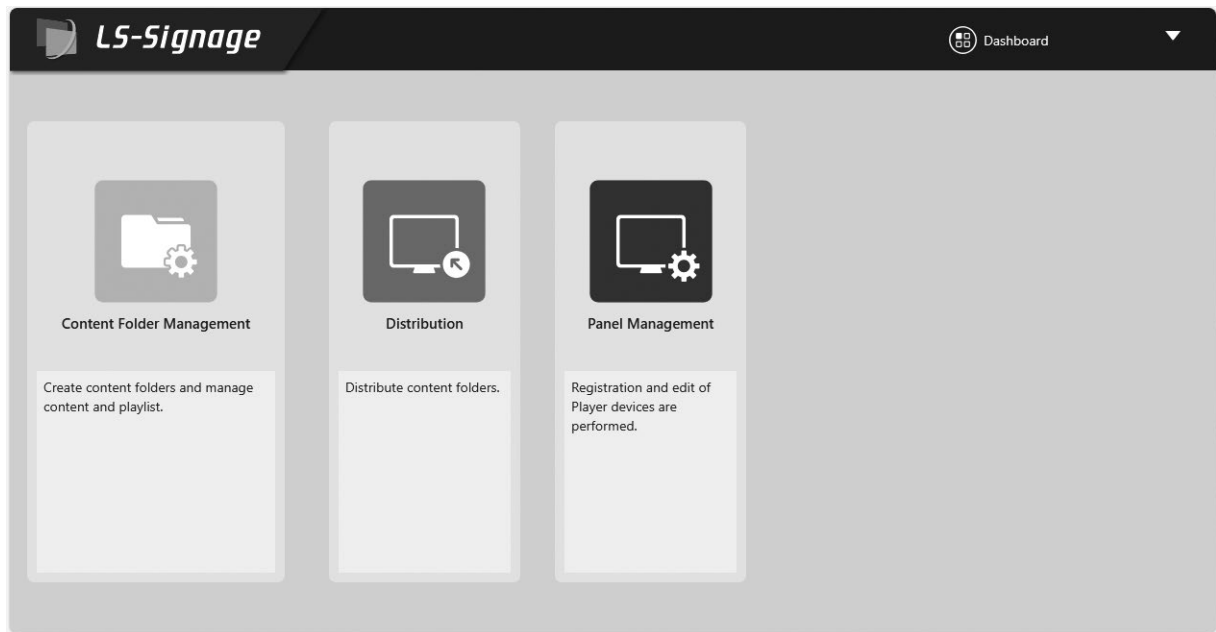 LS-Signage
Dashboard
Content Folder Management
Create content folders and manage
content and playlist.
Distribution
Distribute content folders.
Panel Management
Registration and edit of
Player devices are
performed.